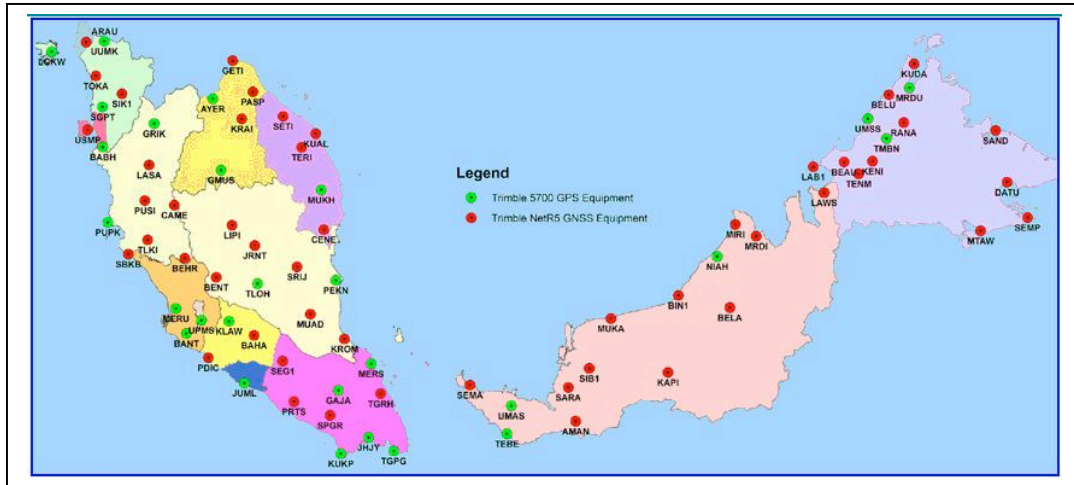 ARAU
UUMK
LGKW
TOKA
SIK1
SGPT
USMP
BABH
GRIK
GETI
AYER
PASP
KRAI
SETI
KUAL
TERI
LASA
GMUS
MUKH
PUSI
CAME
PUPK
LIPI
CENE
TLKI
JRNT
SBKB
BEHR
SRIJ
BENT
TLOH
PEKN
MERU
UPMS
KLAW
MUAD
BANT
BAHA
KROM
PDIC
SEG1
MERS
JUML
GAJA
TGRH
PRTS
SPGR
JHJY
KUKP
TGPG
Legend
Trimble 5700 GPS Equipment
Trimble NetR5 GNSS Equipment
KUDA
MRDU
BELU
UMSS
RANA
SAND
TMBN
LAB1
BEAU
KENI
TENM
DATU
LAWS
SEMP
MTAW
MIRI
MRDI
NIAH
BIN1
BELA
MUKA
SIB1
KAPI
SEMA
SARA
UMAS
AMAN
TEBE